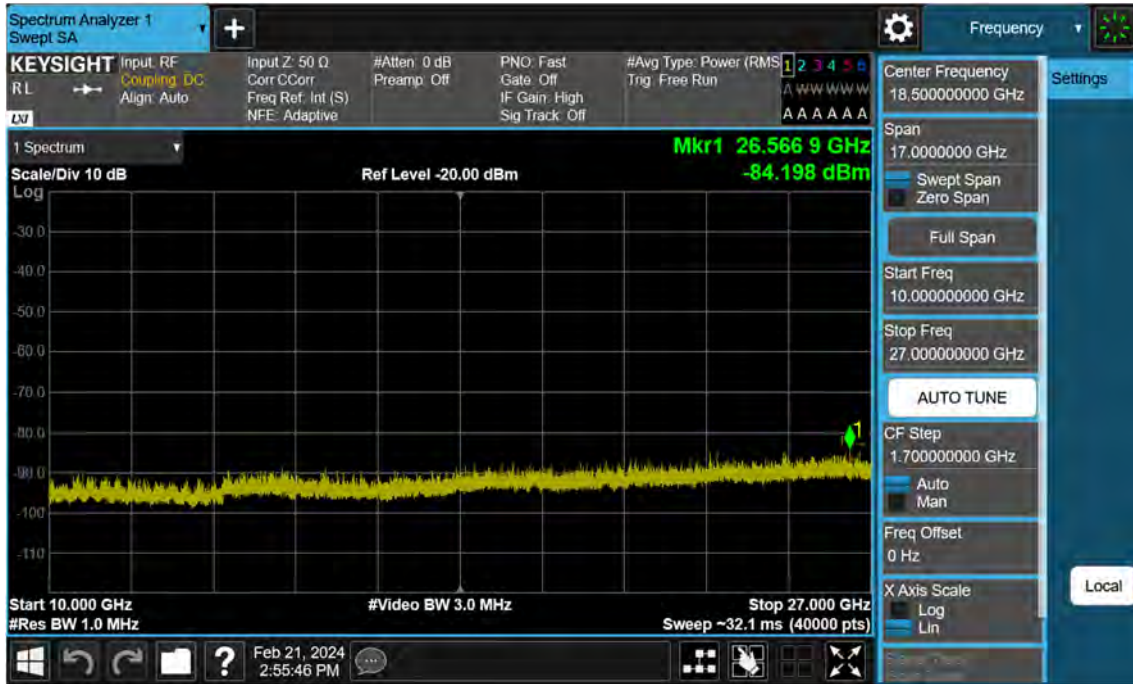 Spectrum Analyzer 1
Swept SA
+
Frequency
KEYSIGHT
RL
LXI
Input: RF
Coupling: DC
Align: Auto
Input Z: 50 Ω
Corr CCorr
Freq Ref: Int (S)
NFE: Adaptive
#Atten: 0 dB
Preamp: Off
PNO: Fast
Gate: Off
IF Gain: High
Sig Track: Off
#Avg Type: Power (RMS
Trig: Free Run
1 2 3 4 5 6
A W W W W W
A A A A A A
Center Frequency
18.500000000 GHz
Settings
1 Spectrum
Mkr1 26.566 9 GHz
-84.198 dBm
Scale/Div 10 dB
Ref Level -20.00 dBm
Log
-30.0
-40.0
-50.0
-60.0
-70.0
-80.0
-90.0
-100
-110
1
Span
17.0000000 GHz
Swept Span
Zero Span
Full Span
Start Freq
10.000000000 GHz
Stop Freq
27.000000000 GHz
AUTO TUNE
CF Step
1.700000000 GHz
Auto
Man
Freq Offset
0 Hz
X Axis Scale
Log
Lin
Local
Start 10.000 GHz
#Video BW 3.0 MHz
Stop 27.000 GHz
#Res BW 1.0 MHz
Sweep ~32.1 ms (40000 pts)
?
Feb 21, 2024
2:55:46 PM